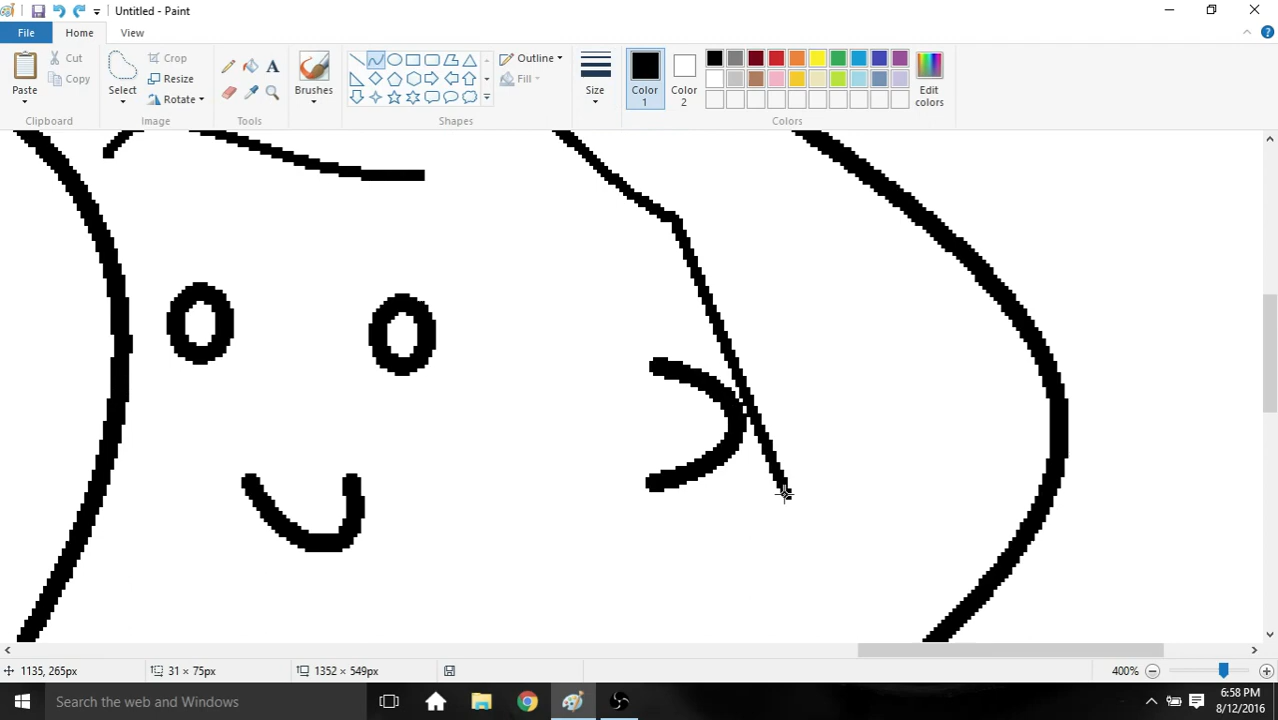 Untitled - Paint
File
Home
View
Paste
Cut
Copy
Clipboard
Select
Crop
Resize
Rotate
Image
A
Tools
Brushes
Shapes
Outline
Fill
Size
Color
1
Color
2
Edit
colors
Colors
1135, 265px
31 × 75px
1352 × 549px
400%
Search the web and Windows
6:58 PM
8/12/2016